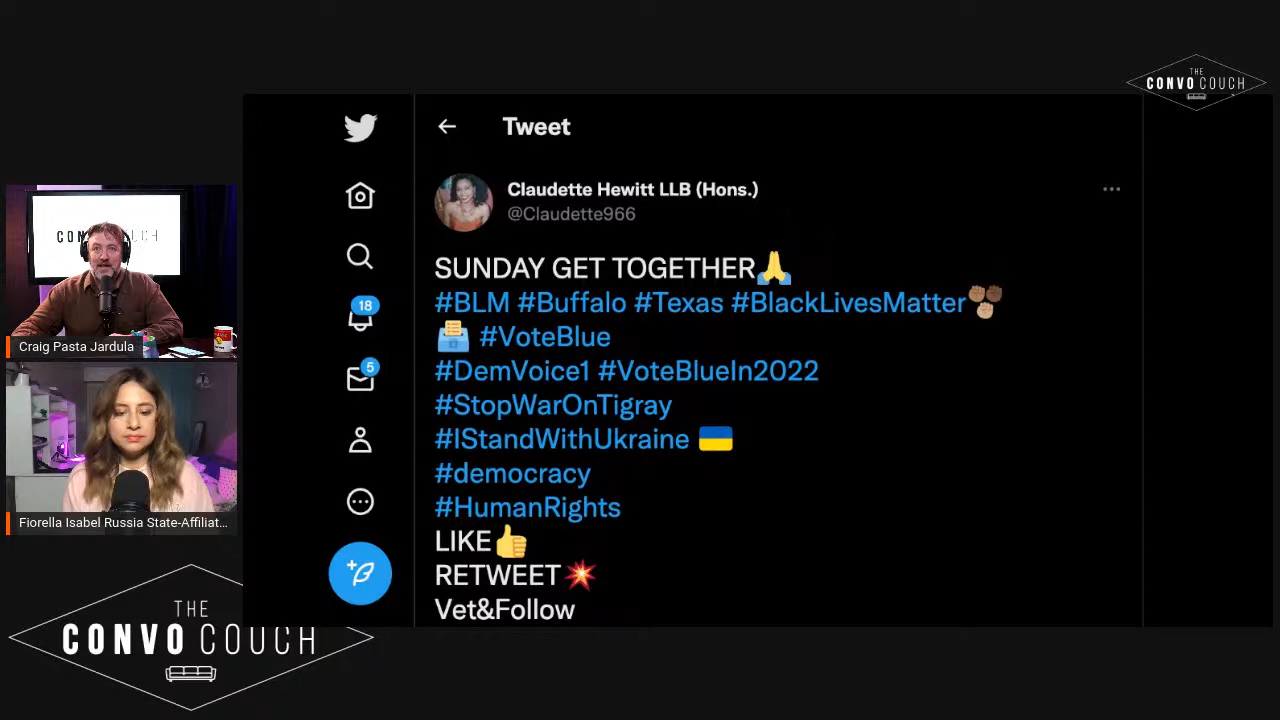 THE
CONVO COUCH
Tweet
Claudette Hewitt LLB (Hons.)
@Claudette966
SUNDAY GET TOGETHER🙏
#BLM #Buffalo #Texas #BlackLivesMatter✊🏽✊🏿✊🏼
🗳️ #VoteBlue
#DemVoice1 #VoteBlueIn2022
#StopWarOnTigray
#IStandWithUkraine 🇺🇦
#democracy
#HumanRights
LIKE👍
RETWEET💥
Vet&Follow
18
5
Craig Pasta Jardula
Fiorella Isabel Russia State-Affiliat...
THE
CONVO COUCH